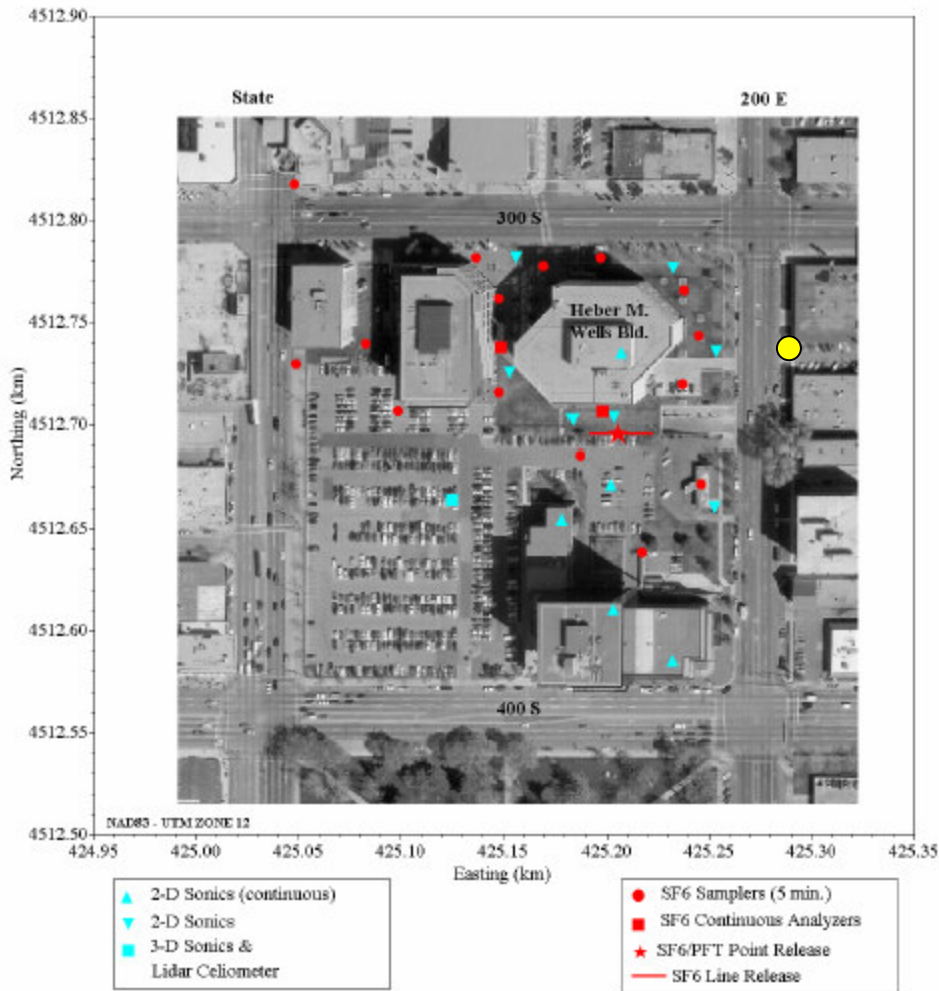 4512.90
4512.85
4512.80
4512.75
4512.70
4512.65
4512.60
4512.55
4512.50
Northing (km)
State
200 E
300 S
Heber M.
Wells Bld.
400 S
NAD83 - UTM ZONE 12
424.95 425.00 425.05 425.10 425.15 425.20 425.25 425.30 425.35
Easting (km)
2-D Sonics (continuous)
2-D Sonics
3-D Sonics &
Lidar Celiometer
SF6 Samplers (5 min.)
SF6 Continuous Analyzers
SF6/PFT Point Release
SF6 Line Release